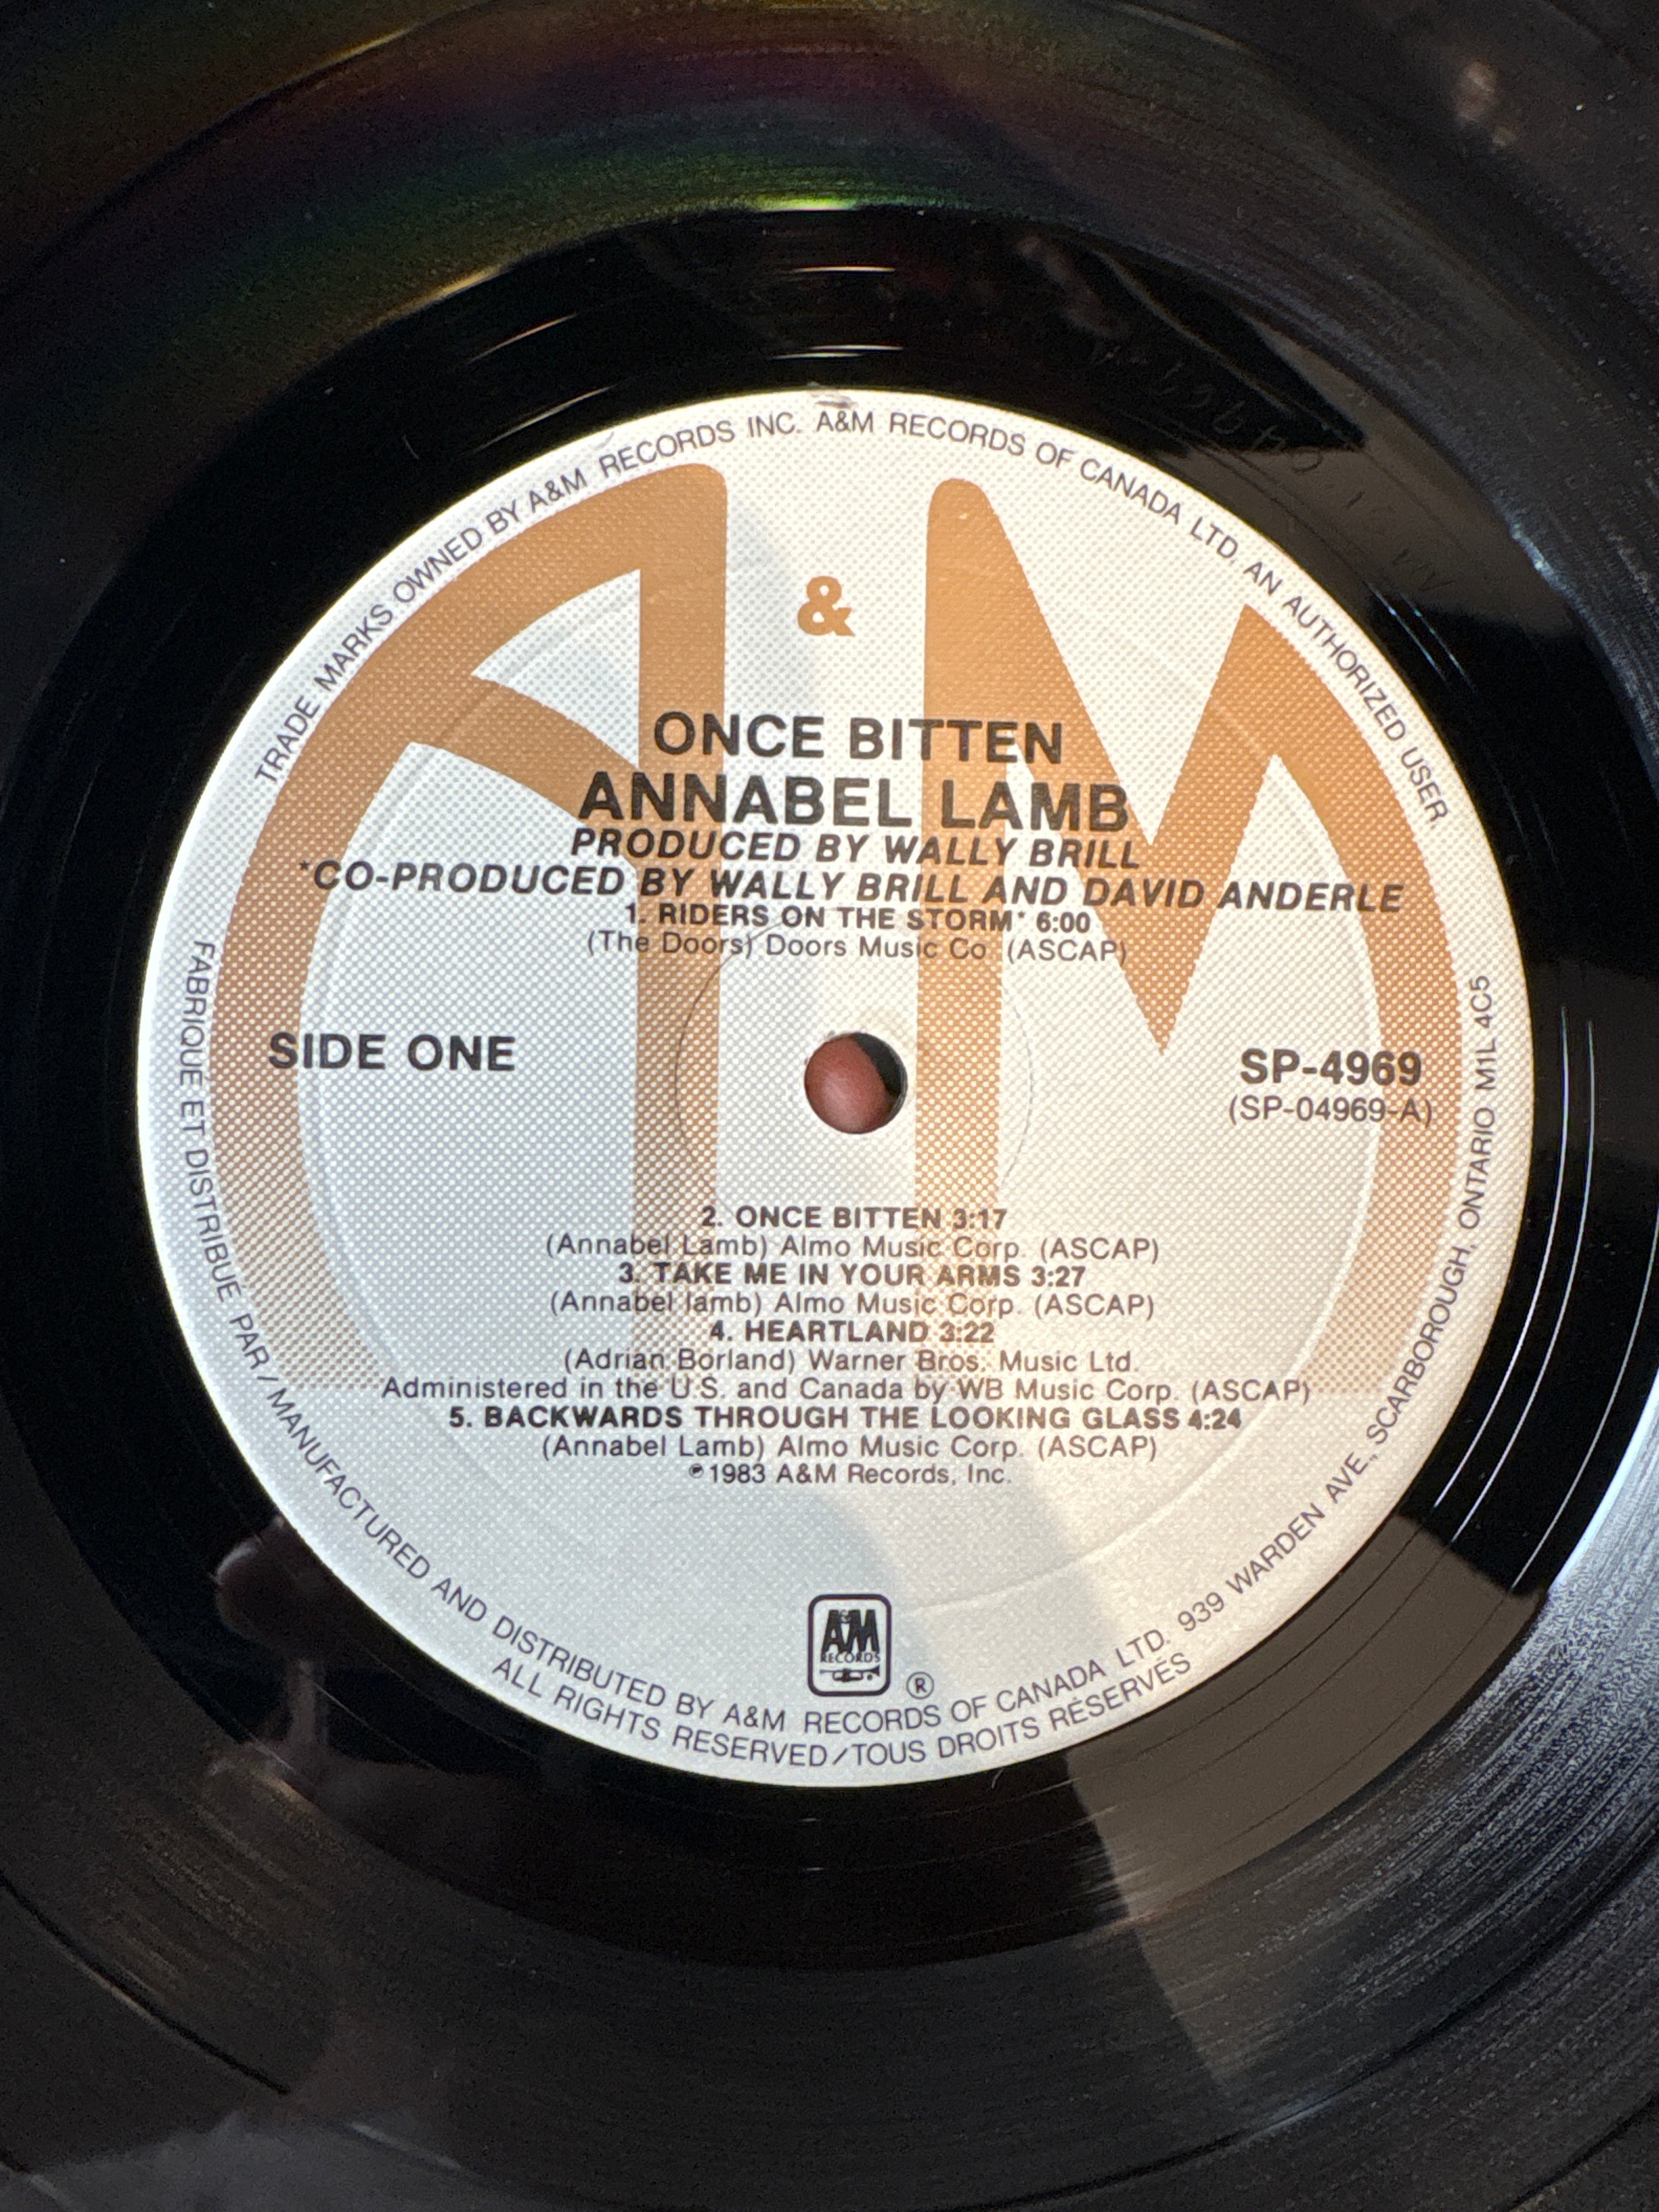 TRADE MARKS OWNED BY A&M RECORDS INC. A&M RECORDS OF CANADA LTD. AN AUTHORIZED USER.
A & M
ONCE BITTEN
ANNABEL LAMB
PRODUCED BY WALLY BRILL
*CO-PRODUCED BY WALLY BRILL AND DAVID ANDERLE
1. RIDERS ON THE STORM* 6:00
(The Doors) Doors Music Co (ASCAP)
SIDE ONE
SP-4969
(SP-04969-A)
2. ONCE BITTEN 3:17
(Annabel Lamb) Almo Music Corp. (ASCAP)
3. TAKE ME IN YOUR ARMS 3:27
(Annabel lamb) Almo Music Corp. (ASCAP)
4. HEARTLAND 3:22
(Adrian Borland) Warner Bros. Music Ltd.
Administered in the U.S. and Canada by WB Music Corp. (ASCAP)
5. BACKWARDS THROUGH THE LOOKING GLASS 4:24
(Annabel Lamb) Almo Music Corp. (ASCAP)
℗1983 A&M Records, Inc.
A&M
RECORDS
®
FABRIQUÉ ET DISTRIBUÉ PAR / MANUFACTURED AND DISTRIBUTED BY A&M RECORDS OF CANADA LTD. 939 WARDEN AVE., SCARBOROUGH, ONTARIO M1L 4C5
ALL RIGHTS RESERVED/TOUS DROITS RÉSERVÉS